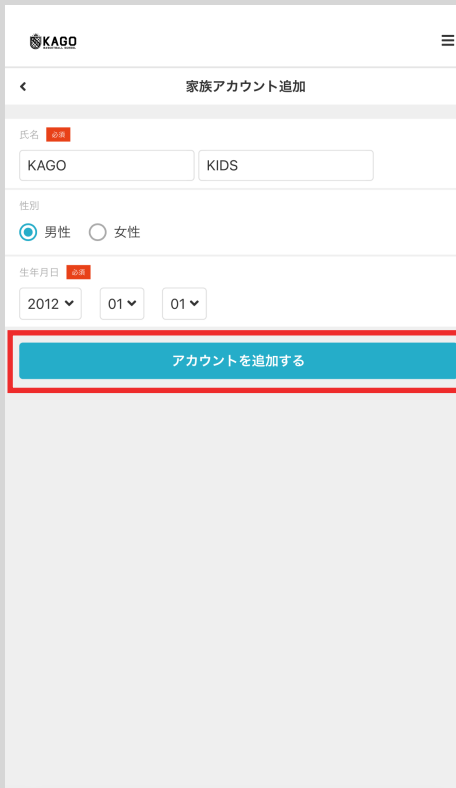 KAGO
BASKETBALL SCHOOL
家族アカウント追加
氏名 必須
KAGO KIDS
性別
男性 女性
生年月日 必須
2012 01 01
アカウントを追加する